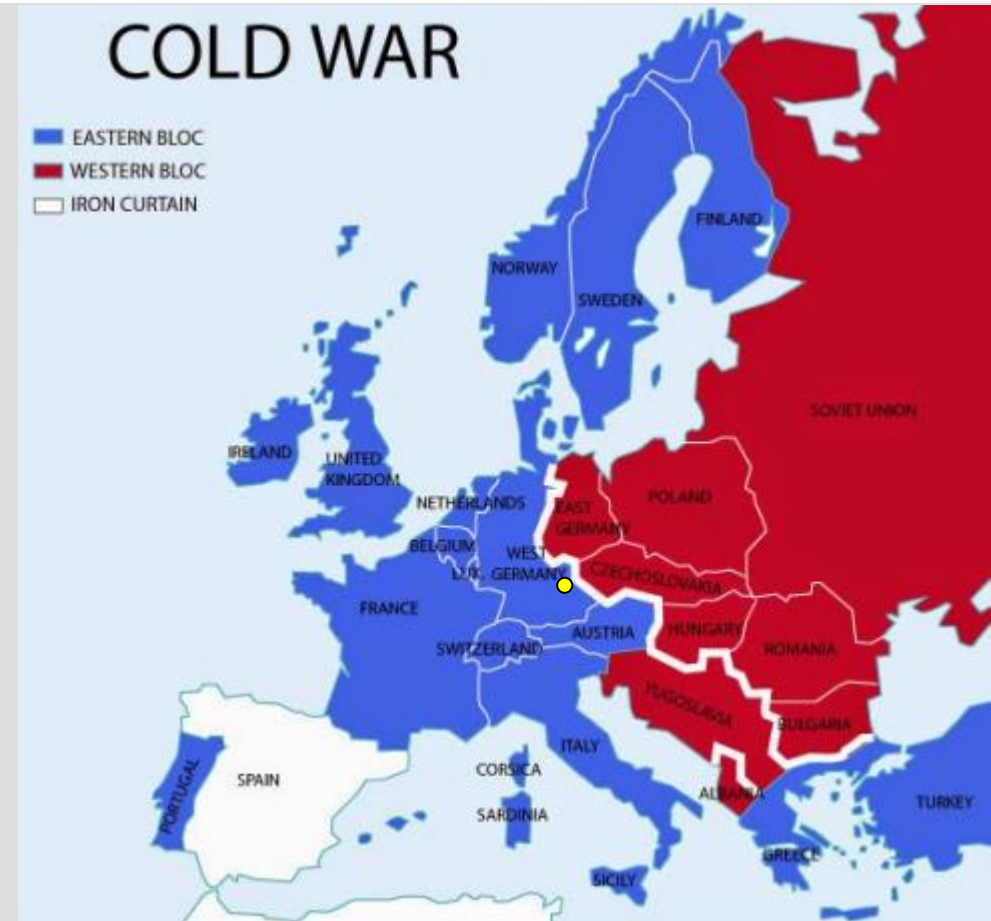 COLD WAR
EASTERN BLOC
WESTERN BLOC
IRON CURTAIN
FINLAND
NORWAY
SWEDEN
SOVIET UNION
IRELAND
UNITED
KINGDOM
NETHERLANDS
EAST
GERMANY
POLAND
BELGIUM
WEST
GERMANY
LUX.
CZECHOSLOVAKIA
FRANCE
AUSTRIA
HUNGARY
SWITZERLAND
ROMANIA
YUGOSLAVIA
BULGARIA
ITALY
CORSICA
SPAIN
PORTUGAL
ALBANIA
TURKEY
SARDINIA
GREECE
SICILY